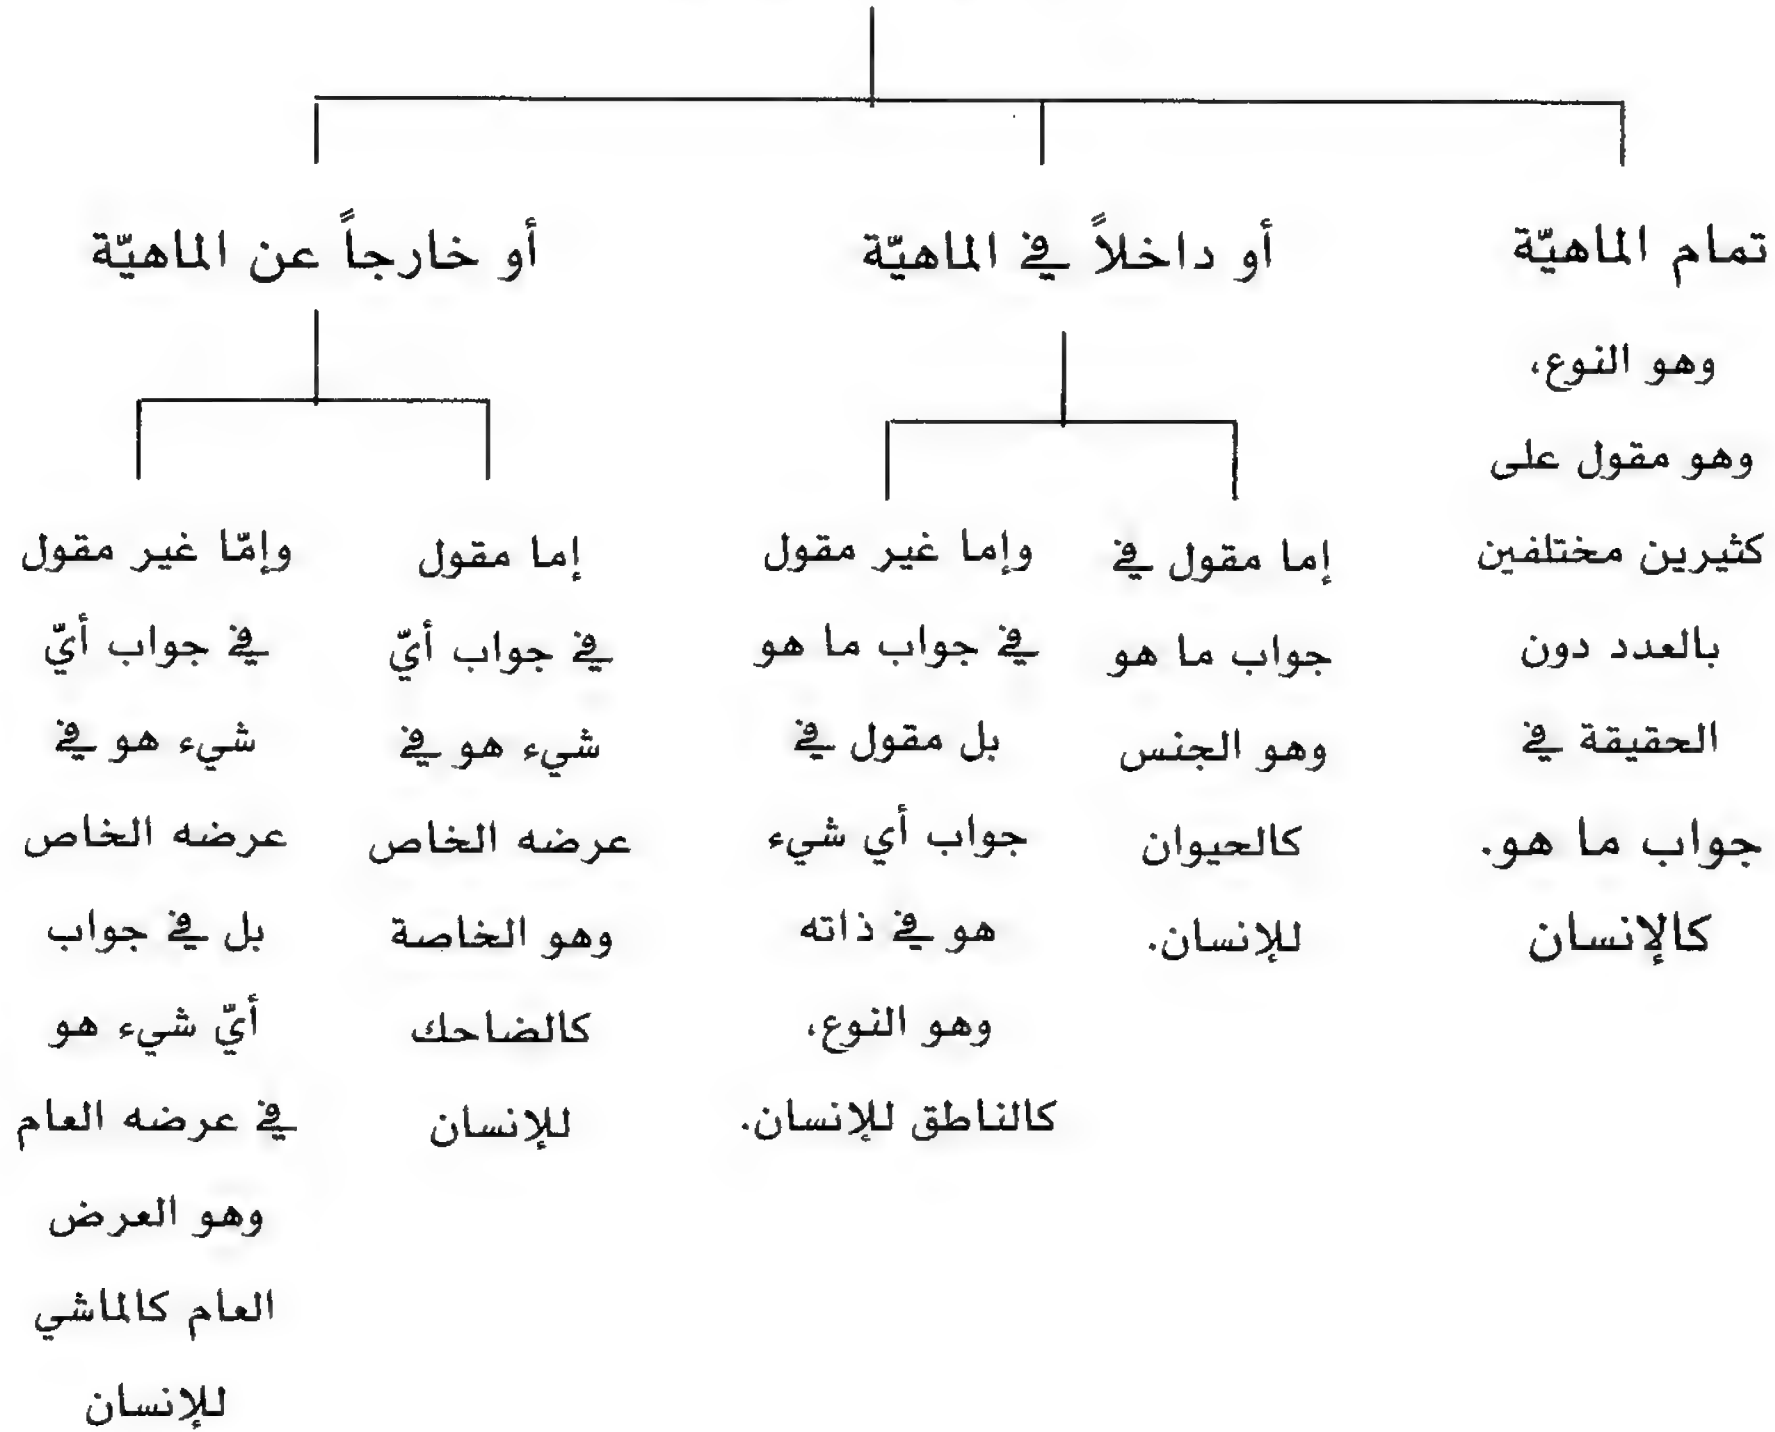 تمام الماهيّة
وهو النوع،
وهو مقول على
كثيرين مختلفين
بالعدد دون
الحقيقة في
جواب ما هو.
كالإنسان
أو داخلاً في الماهيّة
إما مقول في
جواب ما هو
وهو الجنس
كالحيوان
للإنسان.
وإما غير مقول
في جواب ما هو
بل مقول في
جواب أي شيء
هو في ذاته
وهو النوع،
كالناطق للإنسان.
أو خارجاً عن الماهيّة
إما مقول
في جواب أيّ
شيء هو في
عرضه الخاص
وهو الخاصة
كالضاحك
للإنسان
وإمّا غير مقول
في جواب أيّ
شيء هو في
عرضه الخاص
بل في جواب
أيّ شيء هو
في عرضه العام
وهو العرض
العام كالماشي
للإنسان